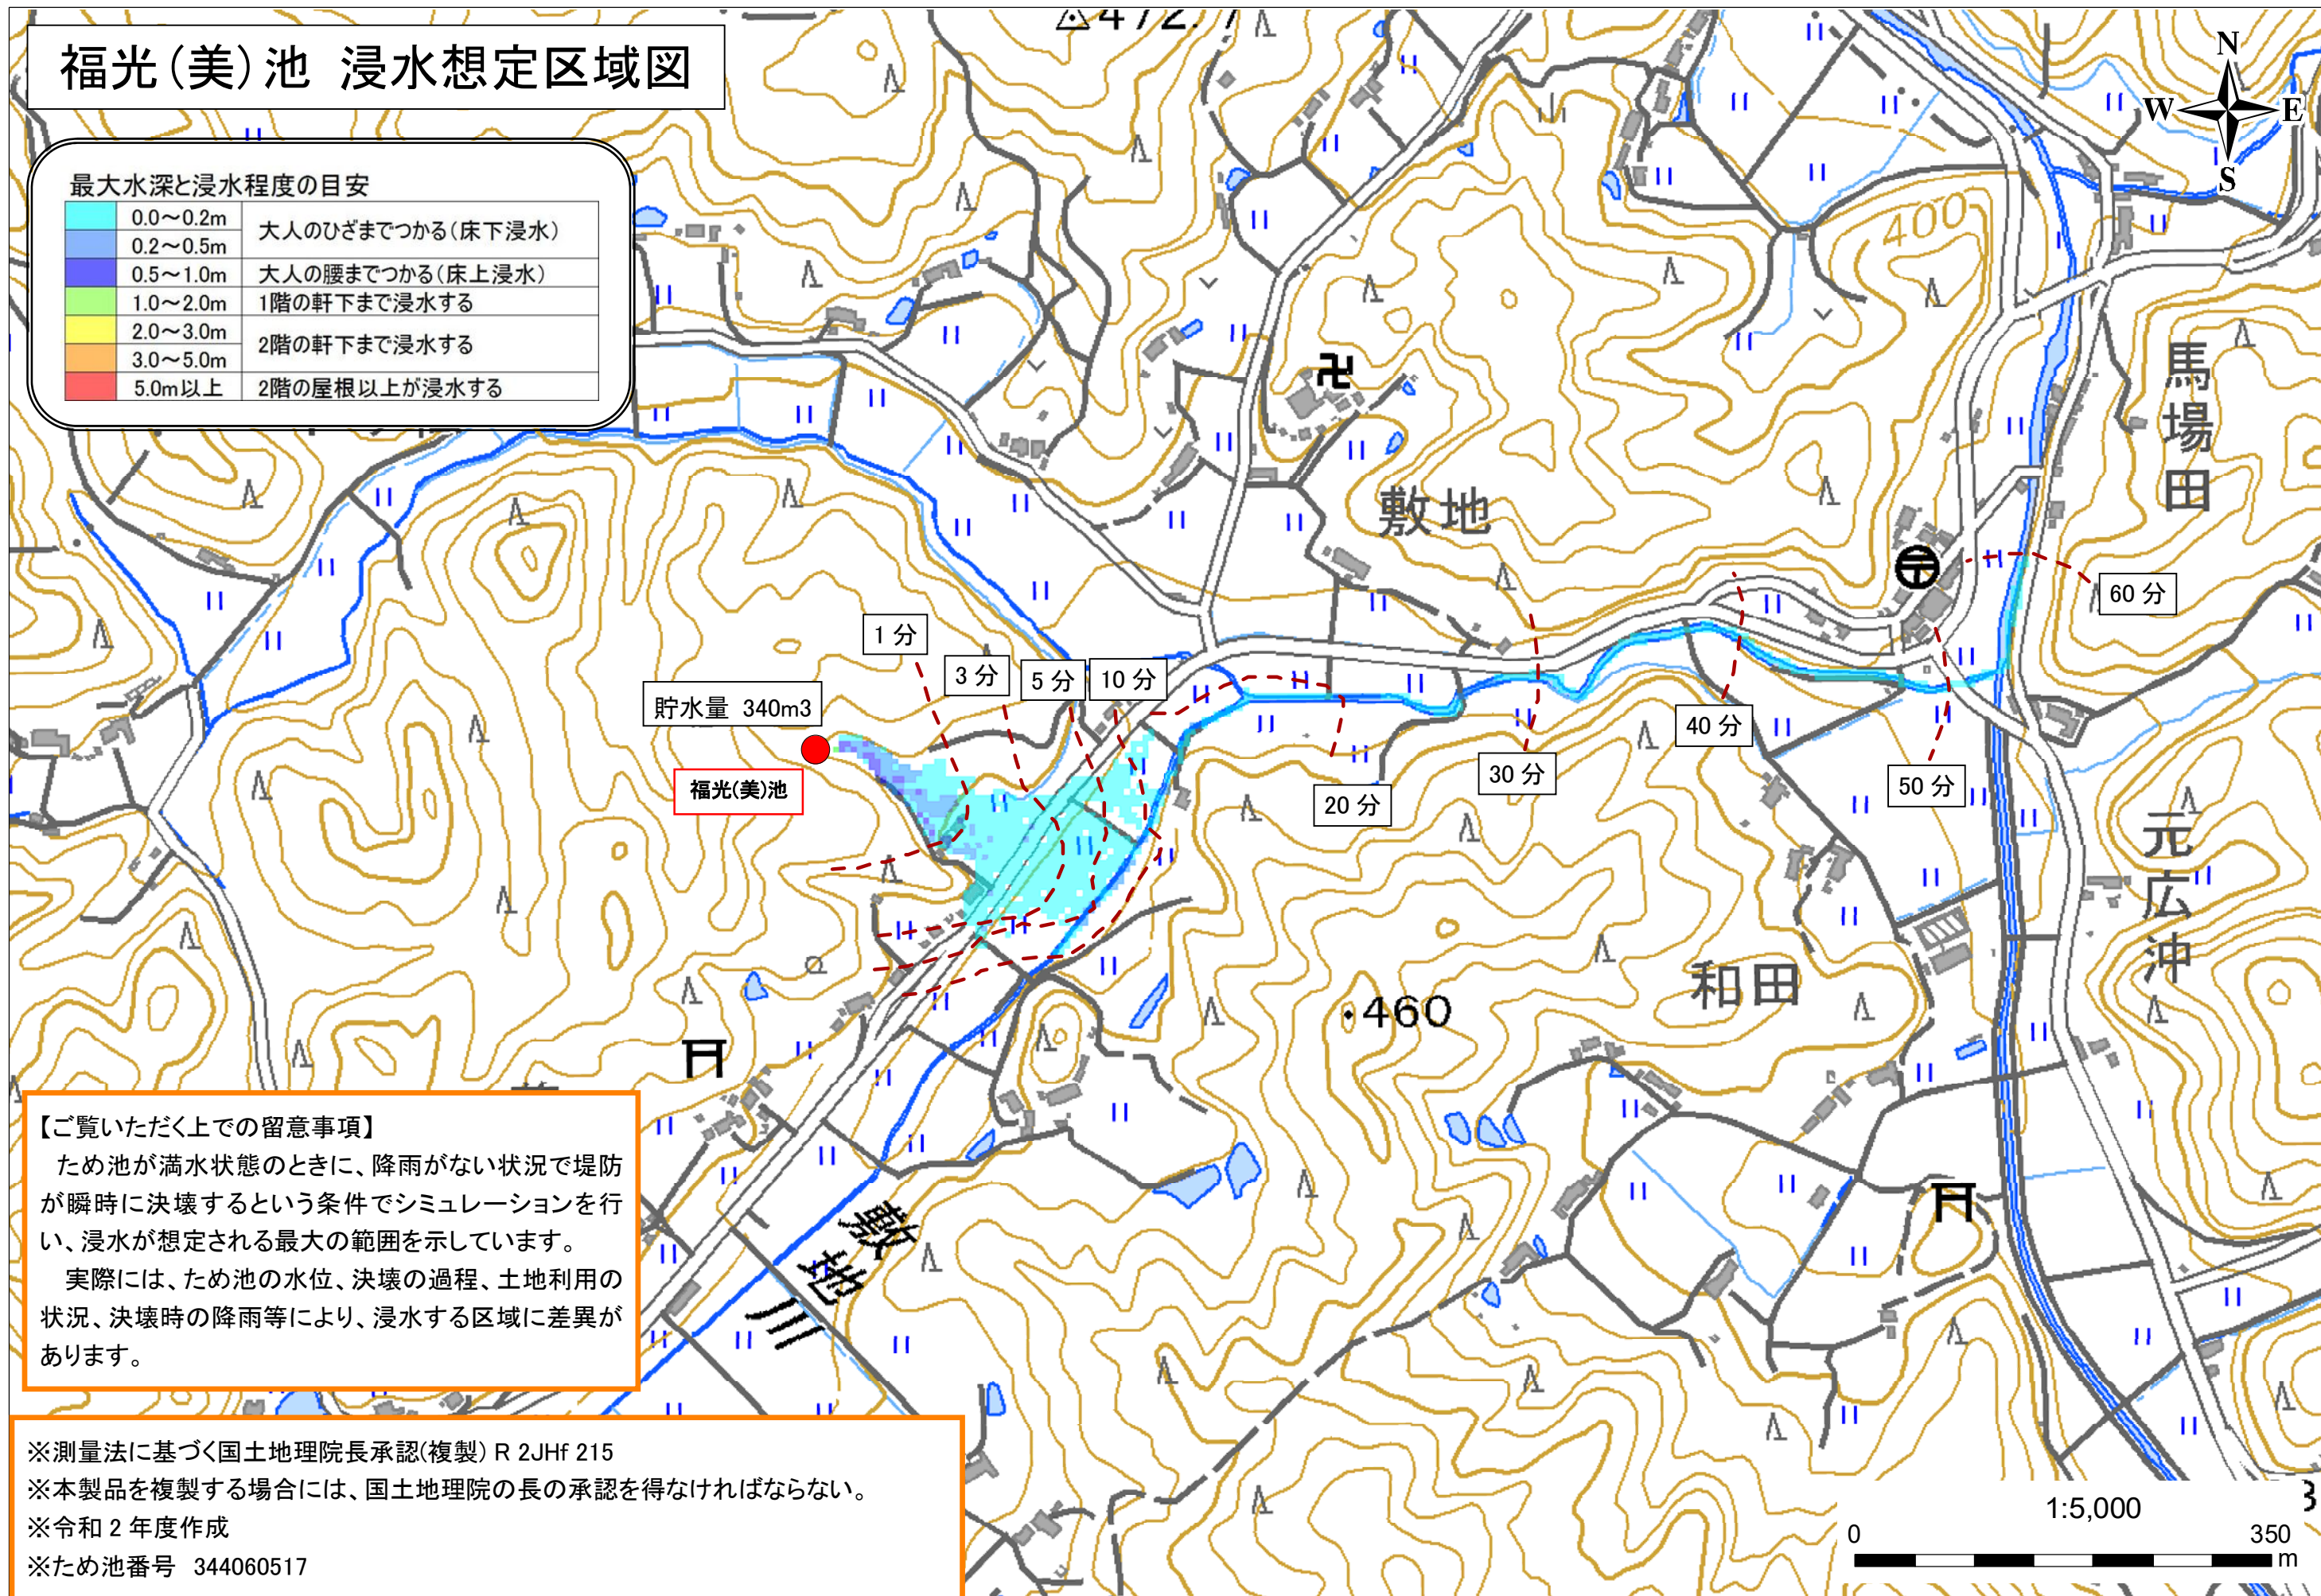 福光(美)池 浸水想定区域図
最大水深と浸水程度の目安
0.0～0.2m 大人のひざまでつかる(床下浸水)
0.2～0.5m
0.5～1.0m 大人の腰までつかる(床上浸水)
1.0～2.0m 1階の軒下まで浸水する
2.0～3.0m 2階の軒下まで浸水する
3.0～5.0m
5.0m以上 2階の屋根以上が浸水する
N
W E
S
400
馬場田
敷地
60 分
1 分
3 分
5 分
10 分
貯水量 340m3
福光(美)池
40 分
30 分
50 分
20 分
元広沖
和田
460
敷地川
【ご覧いただく上での留意事項】
ため池が満水状態のときに、降雨がない状況で堤防
が瞬時に決壊するという条件でシミュレーションを行
い、浸水が想定される最大の範囲を示しています。
実際には、ため池の水位、決壊の過程、土地利用の
状況、決壊時の降雨等により、浸水する区域に差異が
あります。
※測量法に基づく国土地理院長承認(複製) R 2JHf 215
※本製品を複製する場合には、国土地理院の長の承認を得なければならない。
※令和 2 年度作成
※ため池番号 344060517
1:5,000
0 350
m